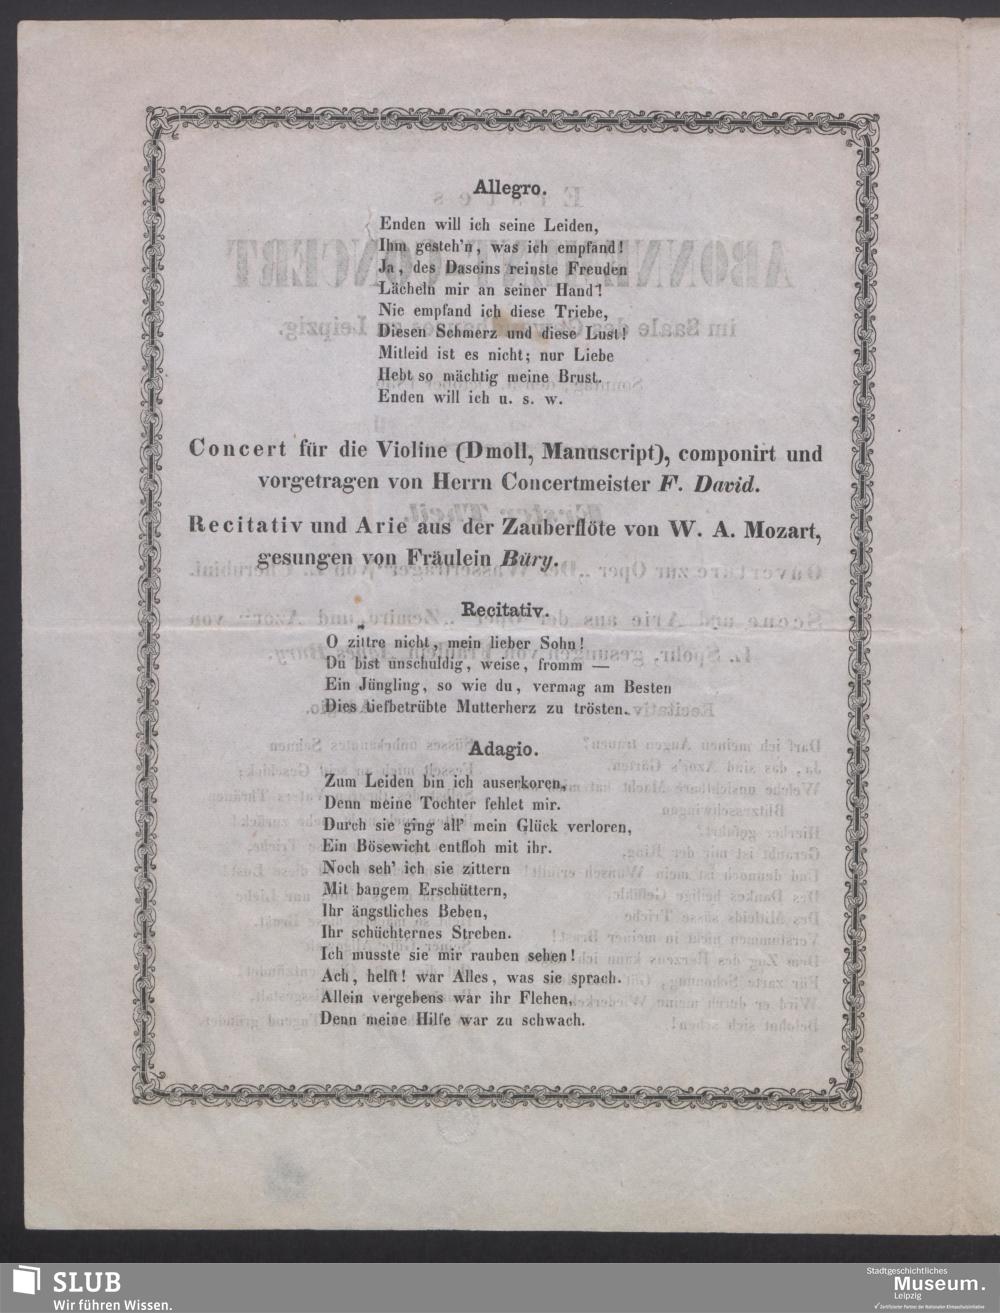 Allegro.
Enden will ich seine Leiden,
Ihm gesteh'n, was ich empfand!
Ja, des Daseins reinste Freuden
Lächeln mir an seiner Hand!
Nie empfand ich diese Triebe,
Diesen Schmerz und diese Lust!
Mitleid ist es nicht; nur Liebe
Hebt so mächtig meine Brust.
Enden will ich u. s. w.
Concert für die Violine (Dmoll, Manuscript), componirt und
vorgetragen von Herrn Concertmeister F. David.
Recitativ und Arie aus der Zauberflöte von W. A. Mozart,
gesungen von Fräulein Büry.
Recitativ.
O zittre nicht, mein lieber Sohn!
Du bist unschuldig, weise, fromm —
Ein Jüngling, so wie du, vermag am Besten
Dies tiefbetrübte Mutterherz zu trösten.
Adagio.
Zum Leiden bin ich auserkoren,
Denn meine Tochter fehlet mir.
Durch sie ging all' mein Glück verloren,
Ein Bösewicht entfloh mit ihr.
Noch seh' ich sie zittern
Mit bangem Erschüttern,
Ihr ängstliches Beben,
Ihr schüchternes Streben.
Ich musste sie mir rauben sehen!
Ach, helft! war Alles, was sie sprach.
Allein vergebens war ihr Flehen,
Denn meine Hilfe war zu schwach.
SLUB
Wir führen Wissen.
Stadtgeschichtliches
Museum.
Leipzig
Zertifizierter Partner der Nationalen Klimaschutzinitiative